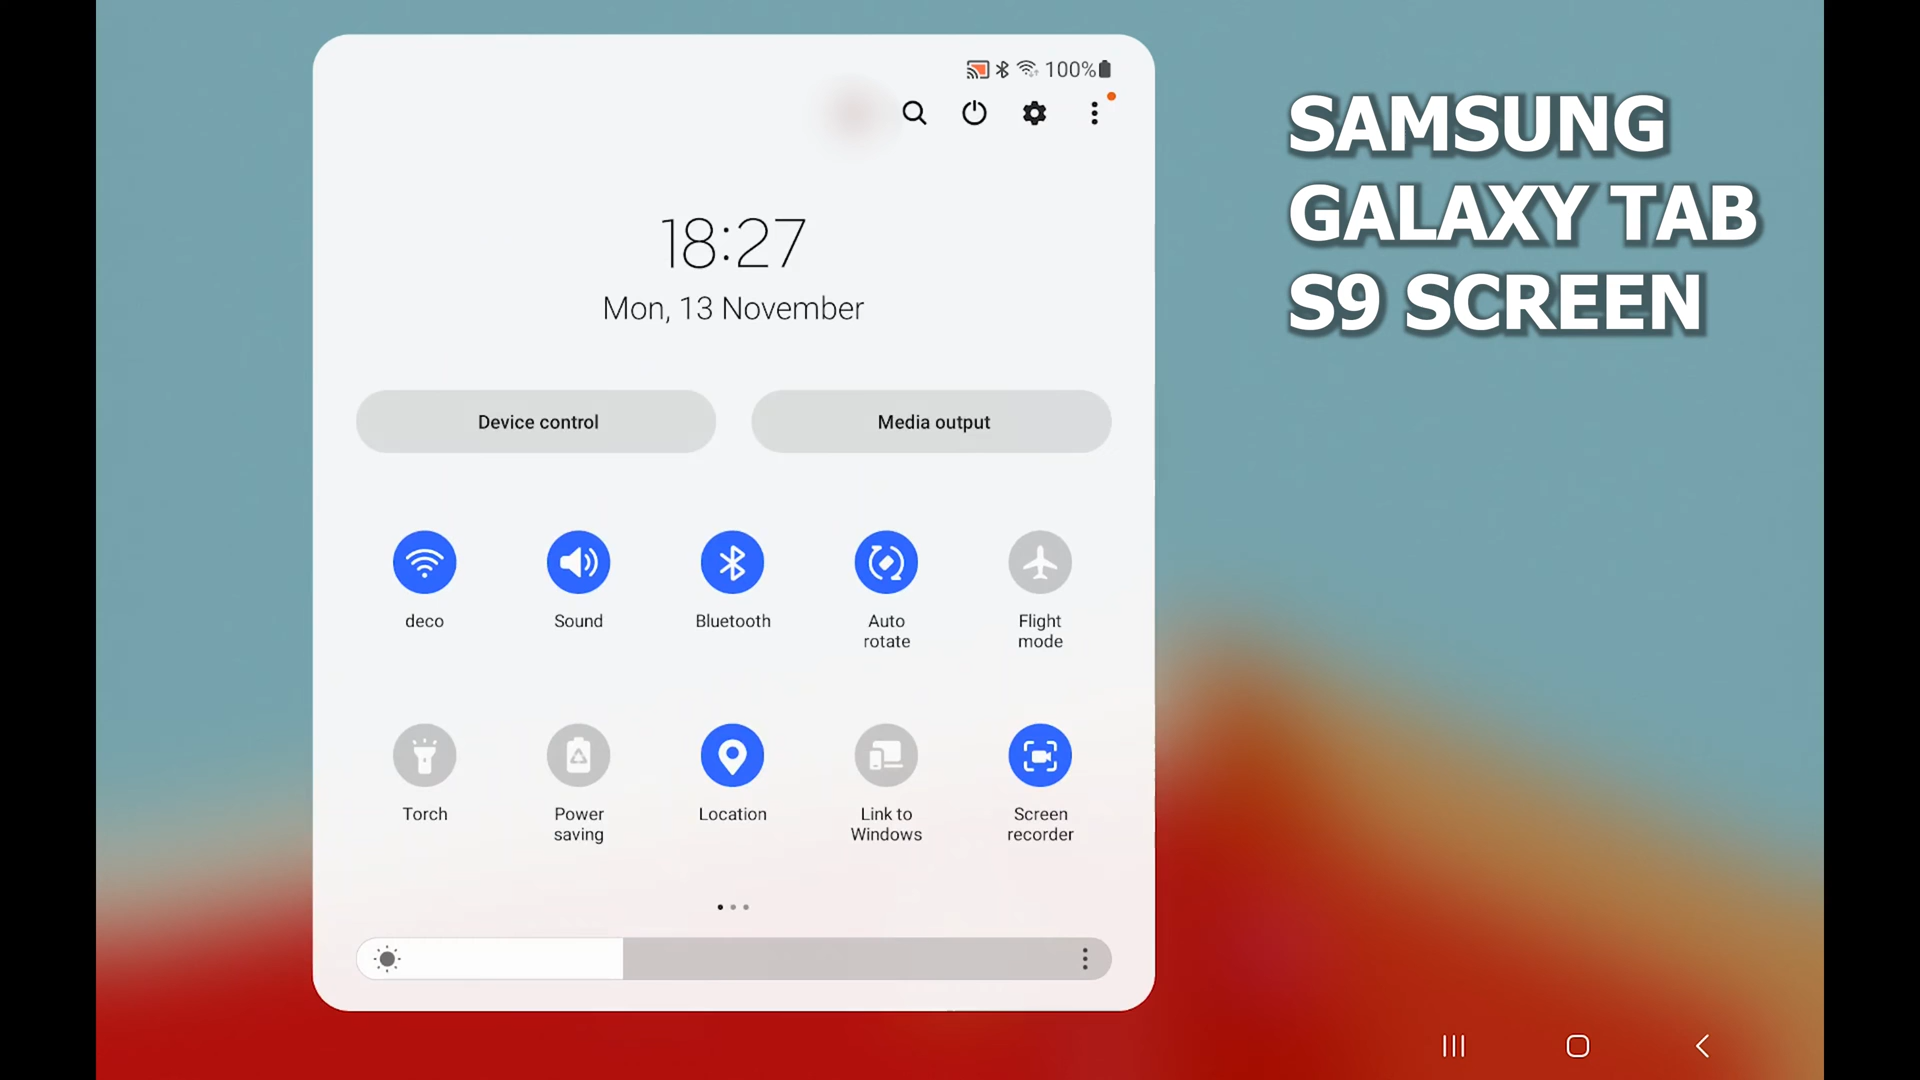 100%
18:27
Mon, 13 November
Device control
Media output
deco
Sound
Bluetooth
Auto
rotate
Flight
mode
Torch
Power
saving
Location
Link to
Windows
Screen
recorder
SAMSUNG
GALAXY TAB
S9 SCREEN